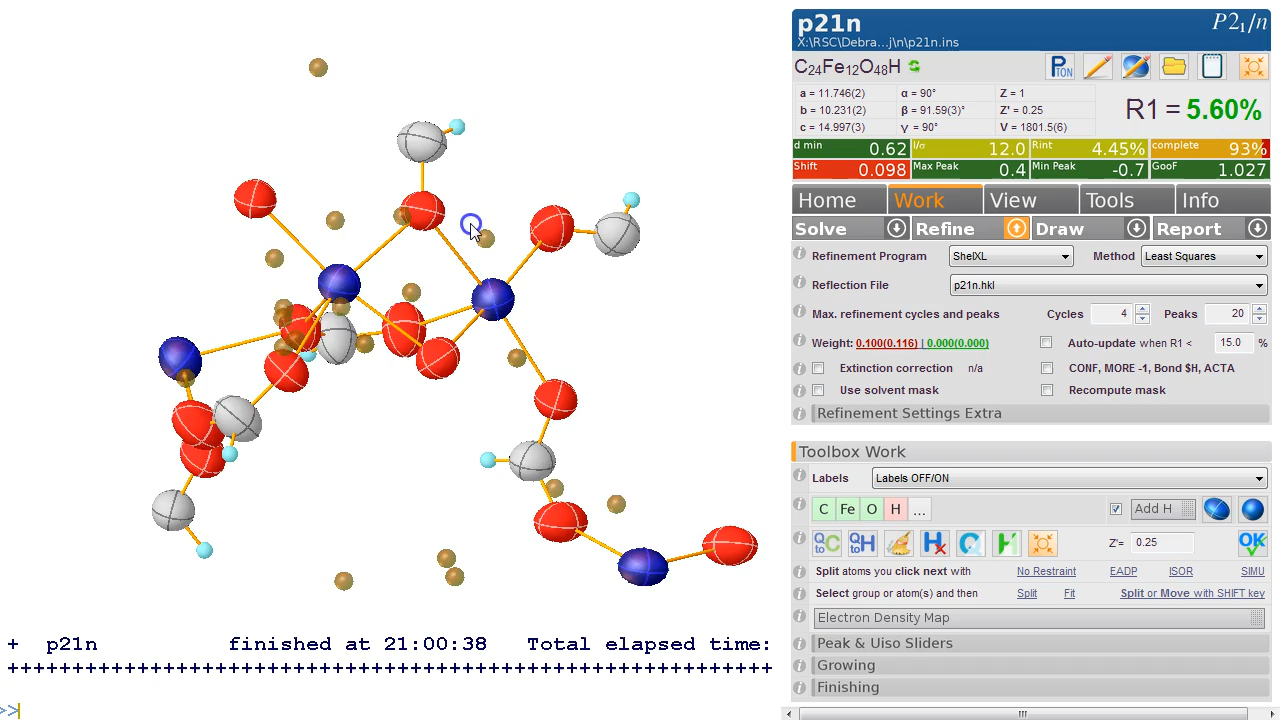 p21n P2₁/n
X:\RSC\Debra...j\n\p21n.ins
C₂₄Fe₁₂O₄₈H
a = 11.746(2) α = 90° Z = 1
b = 10.231(2) β = 91.59(3)° Z' = 0.25
c = 14.997(3) γ = 90° V = 1801.5(6)
R1 = 5.60%
d min 0.62 I/σ 12.0 Rint 4.45% complete 93%
Shift 0.098 Max Peak 0.4 Min Peak -0.7 GooF 1.027
Home Work View Tools Info
Solve Refine Draw Report
Refinement Program ShelXL Method Least Squares
Reflection File p21n.hkl
Max. refinement cycles and peaks Cycles 4 Peaks 20
Weight: 0.100(0.116) | 0.000(0.000) Auto-update when R1 < 15.0 %
Extinction correction n/a CONF, MORE -1, Bond $H, ACTA
Use solvent mask Recompute mask
Refinement Settings Extra
Toolbox Work
Labels Labels OFF/ON
C Fe O H ... Add H
Q to C Q to H H H Z'= 0.25 OK
Split atoms you click next with No Restraint EADP ISOR SIMU
Select group or atom(s) and then Split Fit Split or Move with SHIFT key
Electron Density Map
Peak & Uiso Sliders
Growing
Finishing
+ p21n finished at 21:00:38 Total elapsed time:
++++++++++++++++++++++++++++++++++++++++++++++++++++++++++++++
>>